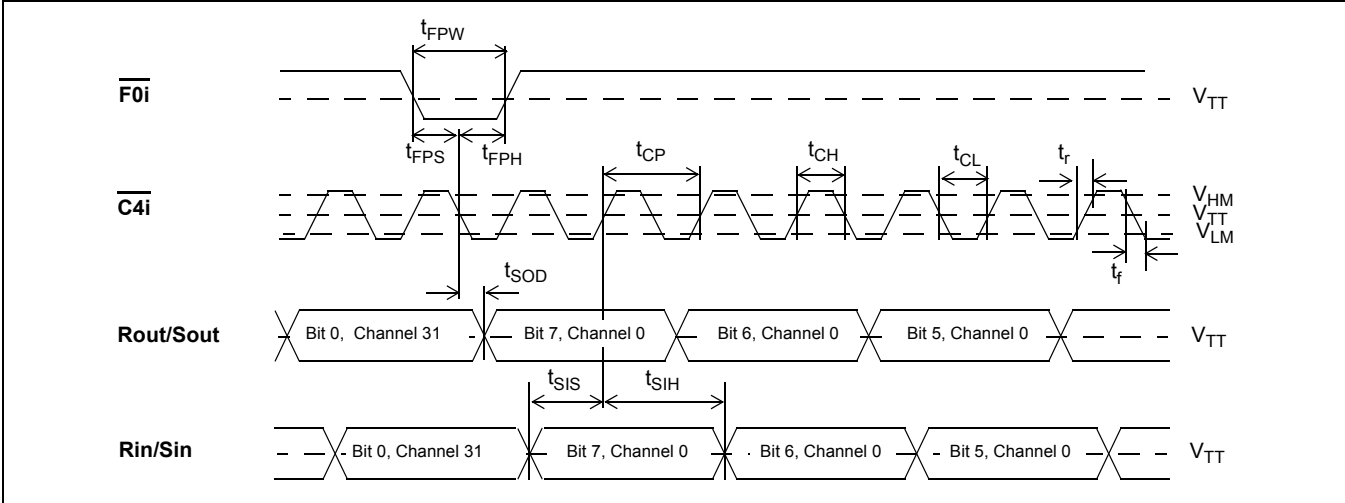 tFPW
F0i
VTT
tFPS tFPH tCP tCH tCL tr
C4i
VHM
VTT
VLM
tf
tSOD
Rout/Sout Bit 0, Channel 31 Bit 7, Channel 0 Bit 6, Channel 0 Bit 5, Channel 0 VTT
tSIS tSIH
Rin/Sin Bit 0, Channel 31 Bit 7, Channel 0 Bit 6, Channel 0 Bit 5, Channel 0 VTT